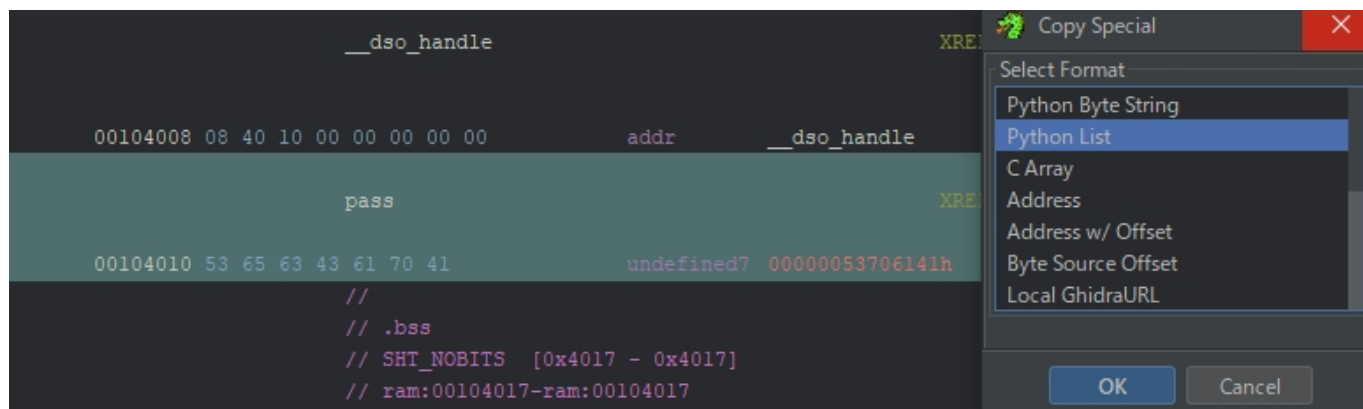 __dso_handle XREF
00104008 08 40 10 00 00 00 00 00 addr __dso_handle
pass XREF
00104010 53 65 63 43 61 70 41 undefined7 00000053706141h
//
// .bss
// SHT_NOBITS [0x4017 - 0x4017]
// ram:00104017-ram:00104017
Copy Special
Select Format
Python Byte String
Python List
C Array
Address
Address w/ Offset
Byte Source Offset
Local GhidraURL
OK Cancel